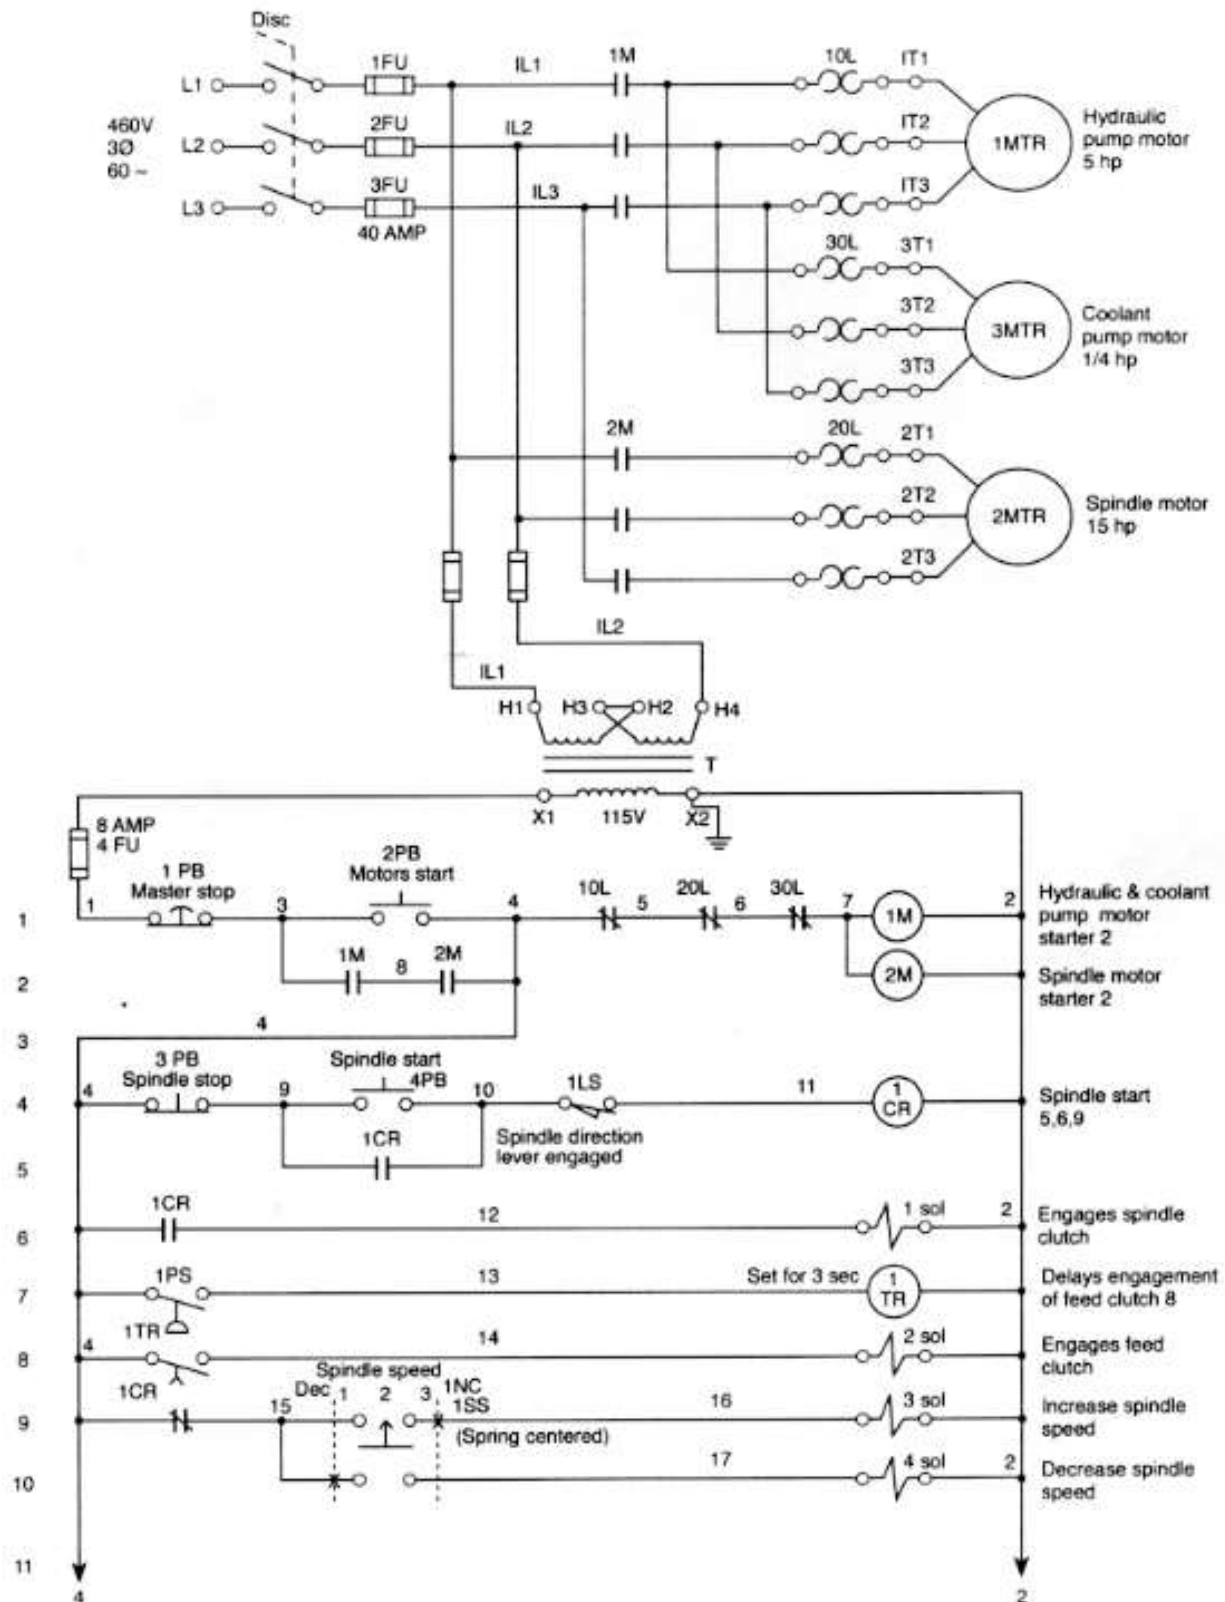 Disc
1FU
IL1
1M
10L
IT1
L1
460V
3Ø
60 ~
2FU
IL2
IT2
L2
1MTR
Hydraulic
pump motor
5 hp
3FU
IL3
IT3
L3
40 AMP
30L
3T1
3T2
3MTR
Coolant
pump motor
1/4 hp
3T3
2M
20L
2T1
2T2
2MTR
Spindle motor
15 hp
2T3
IL2
IL1
H1
H3
H2
H4
T
X1
115V
X2
8 AMP
4 FU
1 PB
Master stop
2PB
Motors start
1
1
3
4
10L
5
20L
6
30L
7
1M
2
Hydraulic & coolant
pump motor
starter 2
2
1M
8
2M
2M
Spindle motor
starter 2
3
4
3 PB
Spindle stop
Spindle start
4PB
4
4
9
10
1LS
11
1
CR
Spindle start
5,6,9
Spindle direction
lever engaged
5
1CR
6
1CR
12
1 sol
2
Engages spindle
clutch
7
1PS
13
Set for 3 sec
1
TR
Delays engagement
of feed clutch 8
8
4
1TR
14
2 sol
Engages feed
clutch
Spindle speed
9
1CR
15
Dec
1
2
3
1NC
1SS
(Spring centered)
16
3 sol
Increase spindle
speed
10
17
4 sol
2
Decrease spindle
speed
11
4
2